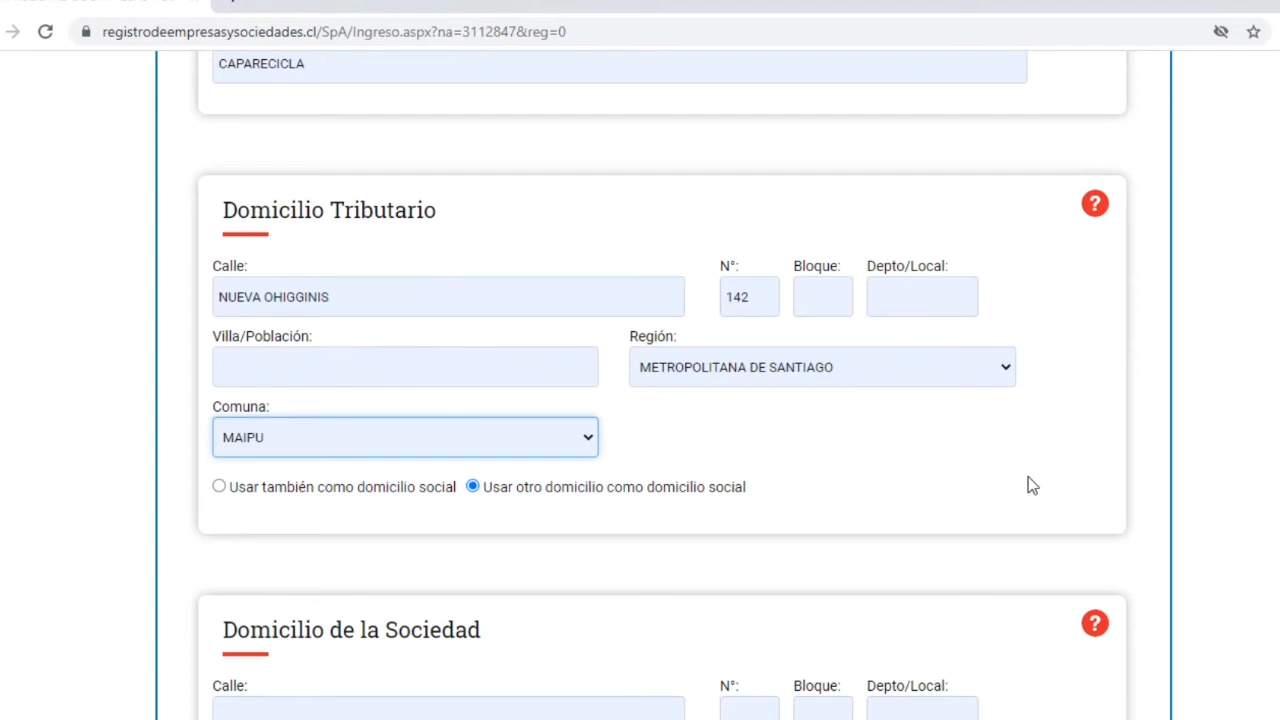 registrodeempresasysociedades.cl/SpA/Ingreso.aspx?na=3112847&reg=0
CAPARECICLA
Domicilio Tributario
?
Calle: N°: Bloque: Depto/Local:
NUEVA OHIGGINIS 142
Villa/Población: Región:
METROPOLITANA DE SANTIAGO
Comuna:
MAIPU
Usar también como domicilio social Usar otro domicilio como domicilio social
Domicilio de la Sociedad
?
Calle: N°: Bloque: Depto/Local: